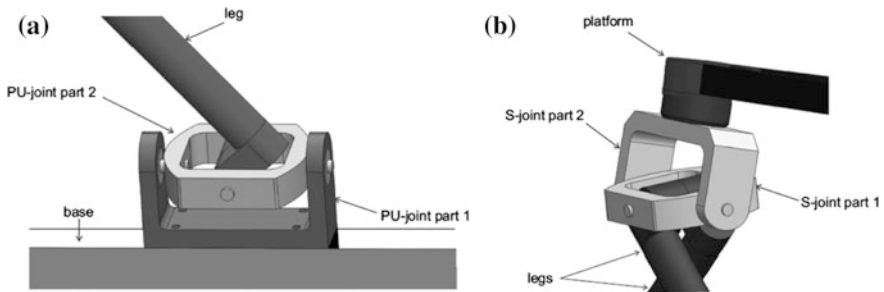 (a)
leg
PU-joint part 2
base
PU-joint part 1
(b)
platform
S-joint part 2
S-joint part 1
legs